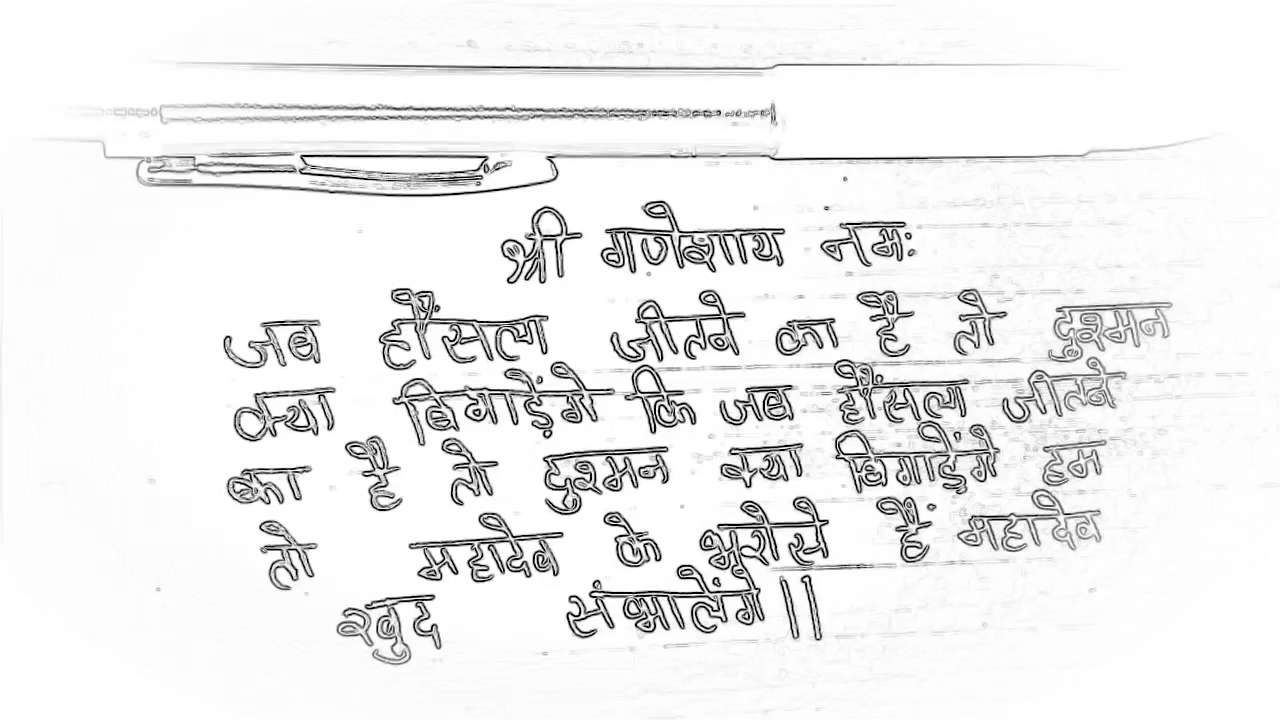 श्री गणेशाय नमः
जब हौंसला जीतने का है तो दुश्मन
क्या बिगाड़ेंगे कि जब हौंसला जीतने
का है तो दुश्मन क्या बिगाड़ेंगे हम
तो महादेव के भरोसे हैं महादेव
खुद संभालेंगे॥